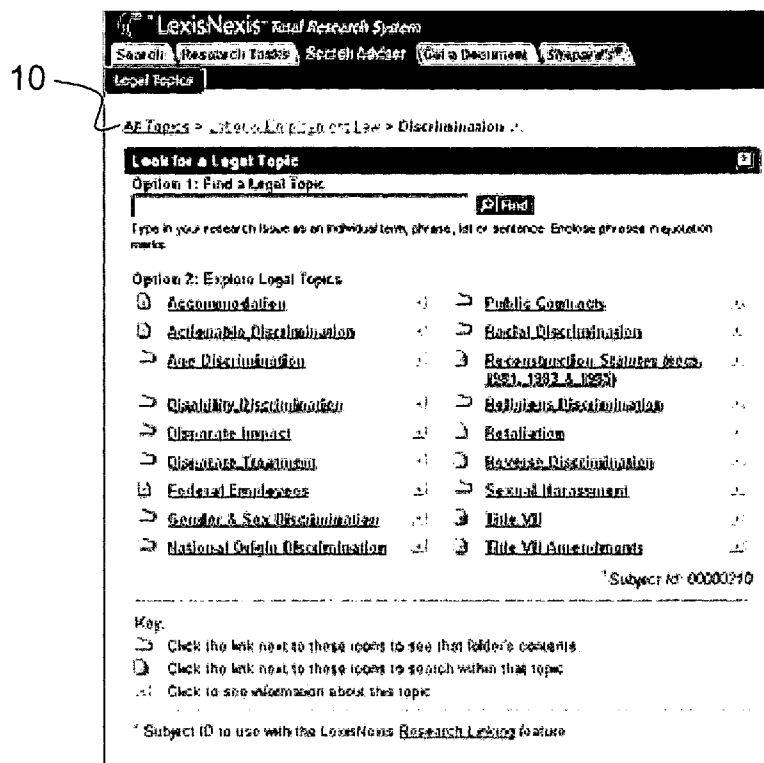 LexisNexis™ Total Research System
Search Research Tasks Search Advisor Get a Document Shepard's®
Legal Topics
10
All Topics > Labor & Employment Law > Discrimination
Look for a Legal Topic
Option 1: Find a Legal Topic
Find
Type in your research issue as an individual term, phrase, list or sentence. Enclose phrases in quotation
marks.
Option 2: Explore Legal Topics
Accommodation Public Contracts
Actionable Discrimination Racial Discrimination
Age Discrimination Reconstruction Statutes (secs.
1981, 1983 & 1985)
Disability Discrimination Religious Discrimination
Disparate Impact Retaliation
Disparate Treatment Reverse Discrimination
Federal Employees Sexual Harassment
Gender & Sex Discrimination Title VII
National Origin Discrimination Title VII Amendments
*Subject Id: 00000210
Key:
Click the link next to these icons to see that folder's contents
Click the link next to these icons to search within that topic
Click to see information about this topic
* Subject ID to use with the LexisNexis Research Linking feature